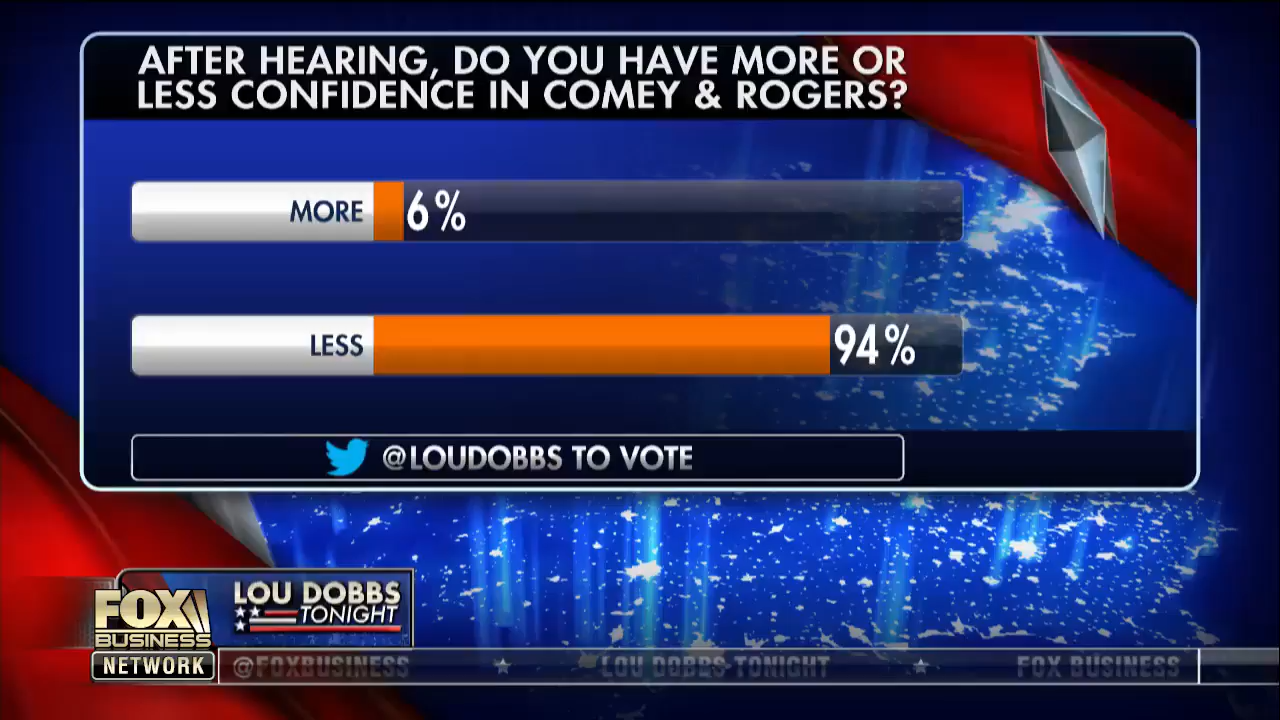 AFTER HEARING, DO YOU HAVE MORE OR
LESS CONFIDENCE IN COMEY & ROGERS?
MORE 6%
LESS 94%
@LOUDOBBS TO VOTE
FOX
BUSINESS
NETWORK
LOU DOBBS
TONIGHT
@FOXBUSINESS LOU DOBBS TONIGHT FOX BUSINESS